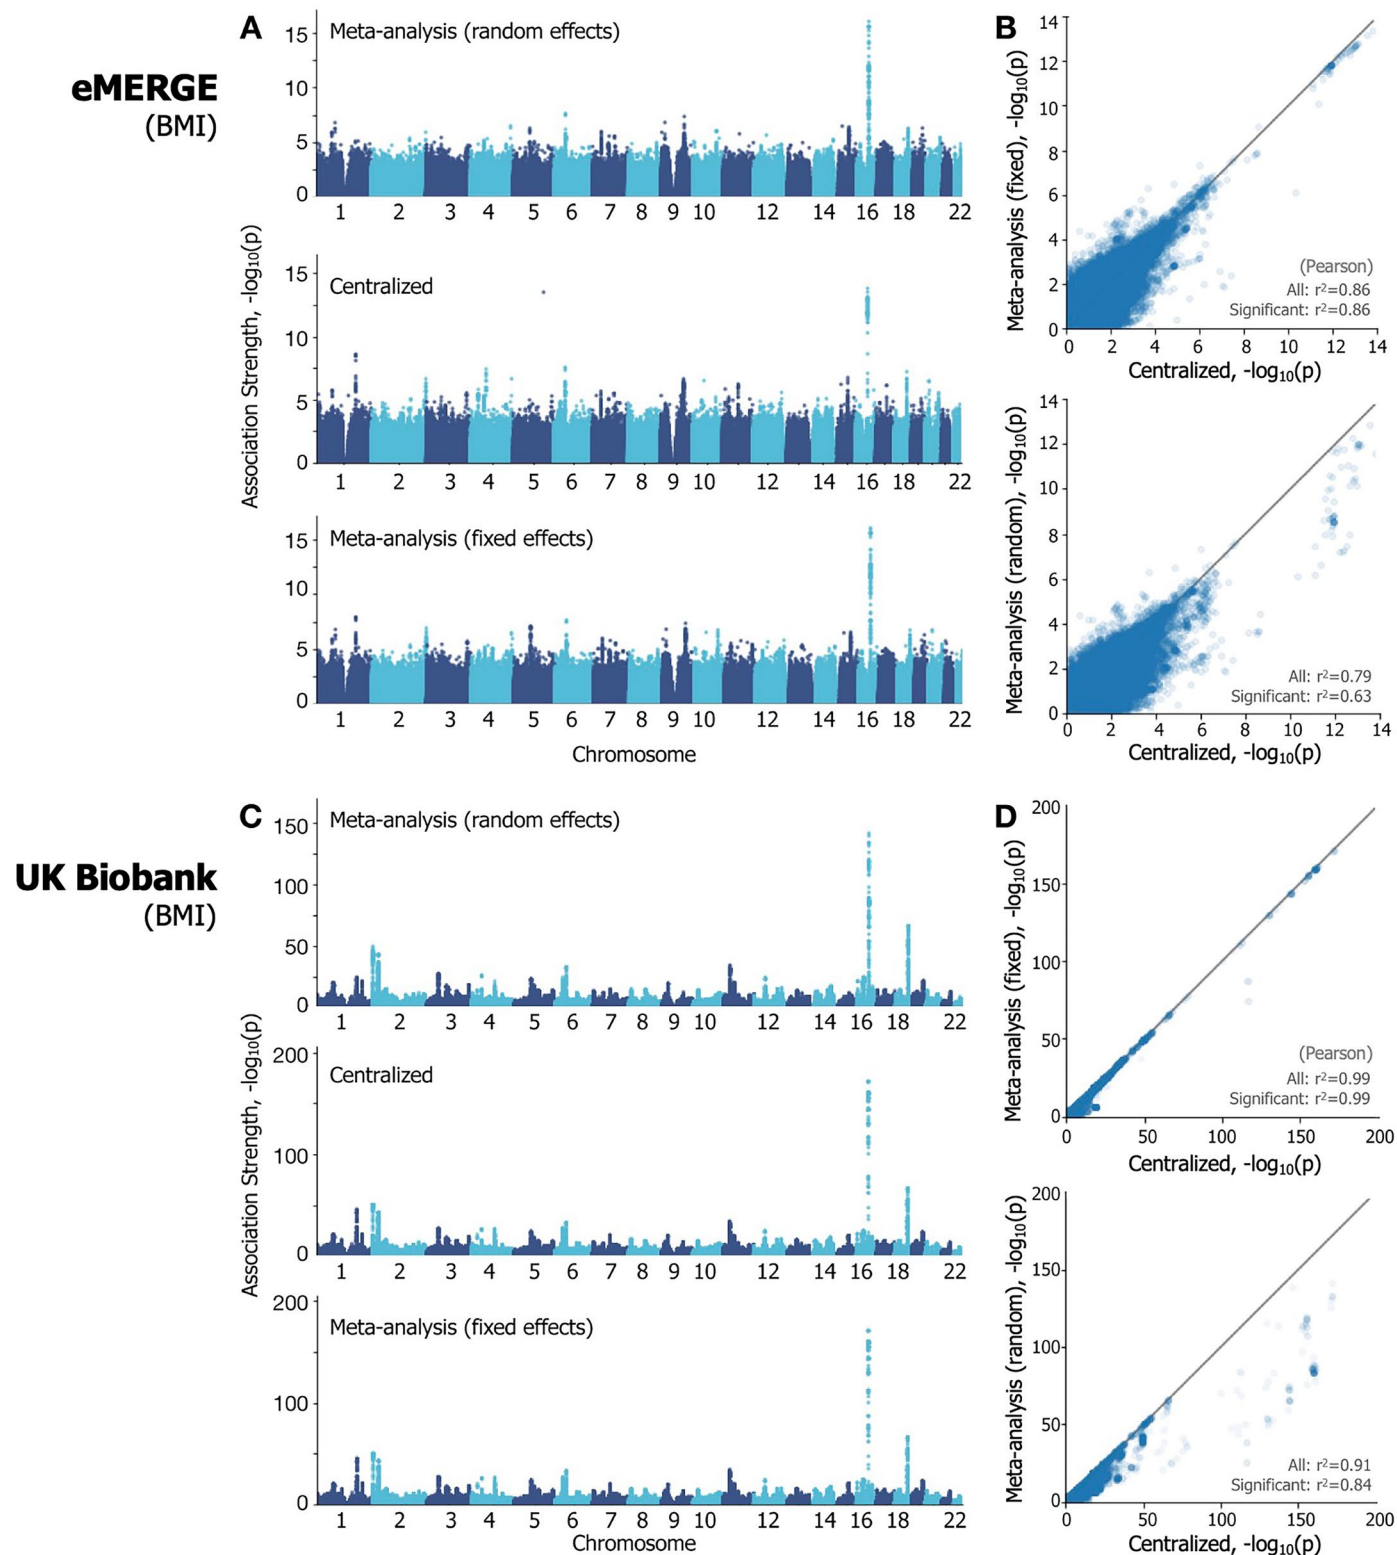 eMERGE
(BMI)
A
Meta-analysis (random effects)
15
10
5
0
1 2 3 4 5 6 7 8 9 10 12 14 16 18 22
Centralized
15
10
5
0
1 2 3 4 5 6 7 8 9 10 12 14 16 18 22
Association Strength, -log₁₀(p)
Meta-analysis (fixed effects)
15
10
5
0
1 2 3 4 5 6 7 8 9 10 12 14 16 18 22
Chromosome
B
Meta-analysis (fixed), -log₁₀(p)
14
12
10
8
6
4
2
0
(Pearson)
All: r²=0.86
Significant: r²=0.86
0 2 4 6 8 10 12 14
Centralized, -log₁₀(p)
Meta-analysis (random), -log₁₀(p)
14
12
10
8
6
4
2
0
All: r²=0.79
Significant: r²=0.63
0 2 4 6 8 10 12 14
Centralized, -log₁₀(p)
UK Biobank
(BMI)
C
Meta-analysis (random effects)
150
100
50
0
1 2 3 4 5 6 7 8 9 10 12 14 16 18 22
Centralized
200
100
0
1 2 3 4 5 6 7 8 9 10 12 14 16 18 22
Association Strength, -log₁₀(p)
Meta-analysis (fixed effects)
200
100
0
1 2 3 4 5 6 7 8 9 10 12 14 16 18 22
Chromosome
D
Meta-analysis (fixed), -log₁₀(p)
200
150
100
50
0
(Pearson)
All: r²=0.99
Significant: r²=0.99
0 50 100 150 200
Centralized, -log₁₀(p)
Meta-analysis (random), -log₁₀(p)
200
150
100
50
0
All: r²=0.91
Significant: r²=0.84
0 50 100 150 200
Centralized, -log₁₀(p)